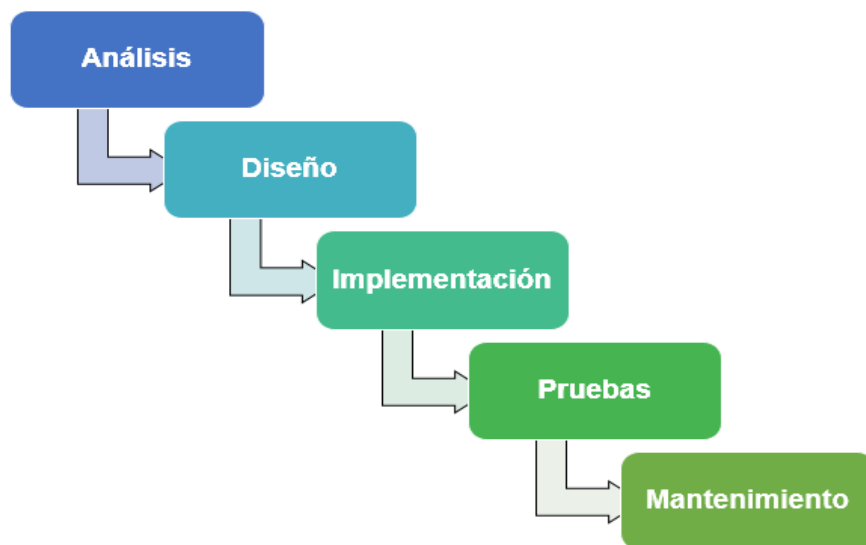 Análisis
Diseño
Implementación
Pruebas
Mantenimiento